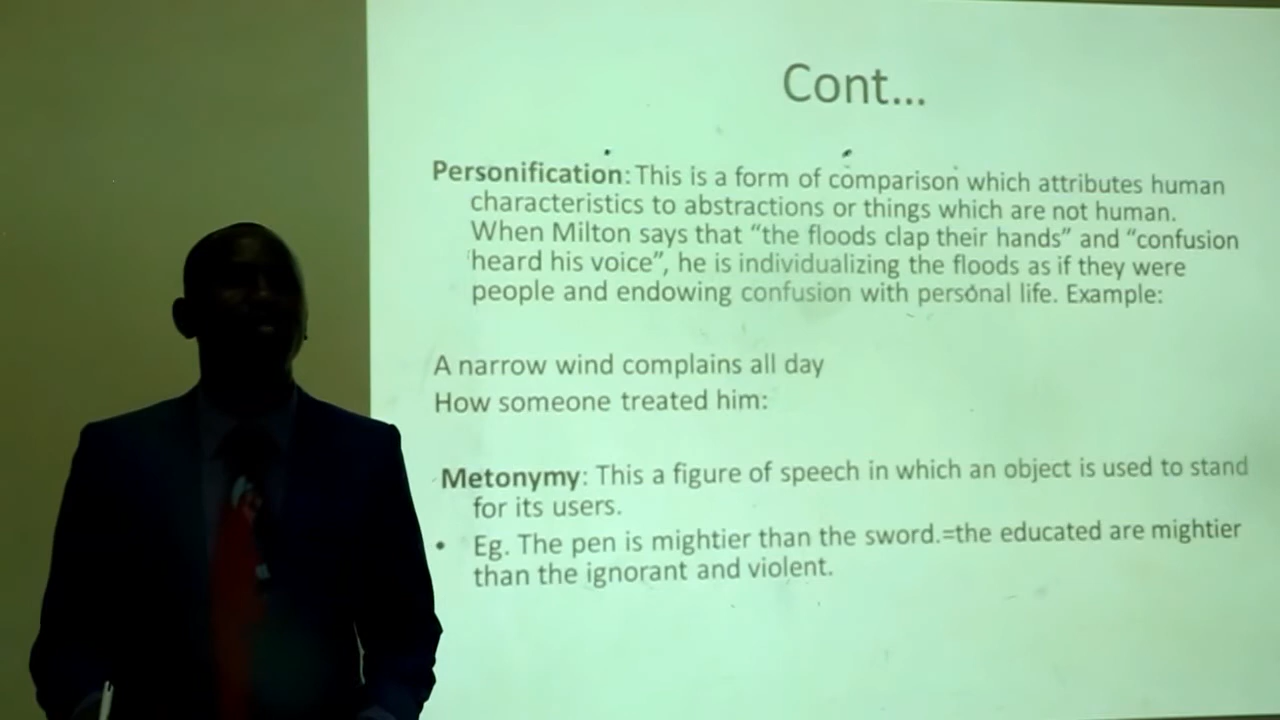 Cont...
Personification: This is a form of comparison which attributes human
characteristics to abstractions or things which are not human.
When Milton says that “the floods clap their hands” and “confusion
heard his voice”, he is individualizing the floods as if they were
people and endowing confusion with personal life. Example:
A narrow wind complains all day
How someone treated him:
Metonymy: This a figure of speech in which an object is used to stand
for its users.
• Eg. The pen is mightier than the sword.=the educated are mightier
than the ignorant and violent.